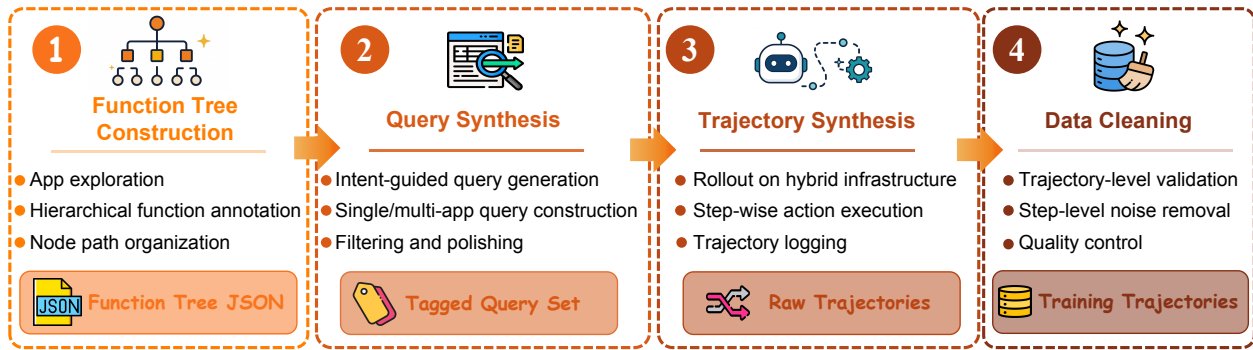 1
Function Tree
Construction
App exploration
Hierarchical function annotation
Node path organization
JSON
Function Tree JSON
2
Query Synthesis
Intent-guided query generation
Single/multi-app query construction
Filtering and polishing
Tagged Query Set
3
Trajectory Synthesis
Rollout on hybrid infrastructure
Step-wise action execution
Trajectory logging
Raw Trajectories
4
Data Cleaning
Trajectory-level validation
Step-level noise removal
Quality control
Training Trajectories